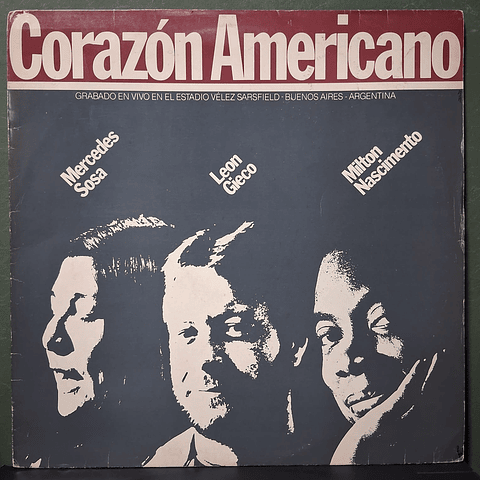 Corazón Americano
GRABADO EN VIVO EN EL ESTADIO VÉLEZ SARSFIELD · BUENOS AIRES · ARGENTINA
Mercedes
Sosa
Leon
Gieco
Milton
Nascimento